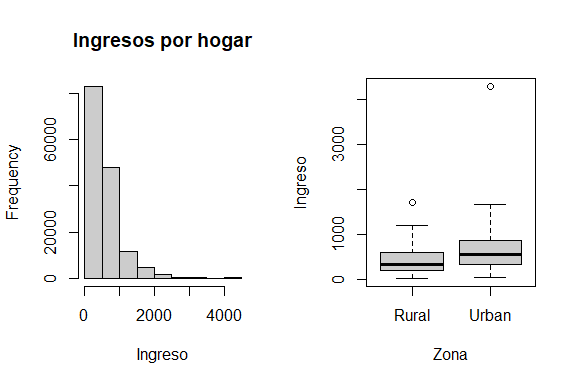 Ingresos por hogar
Frequency
0
20000
60000
0
2000
4000
Ingreso
Ingreso
0
1000
3000
Rural
Urban
Zona